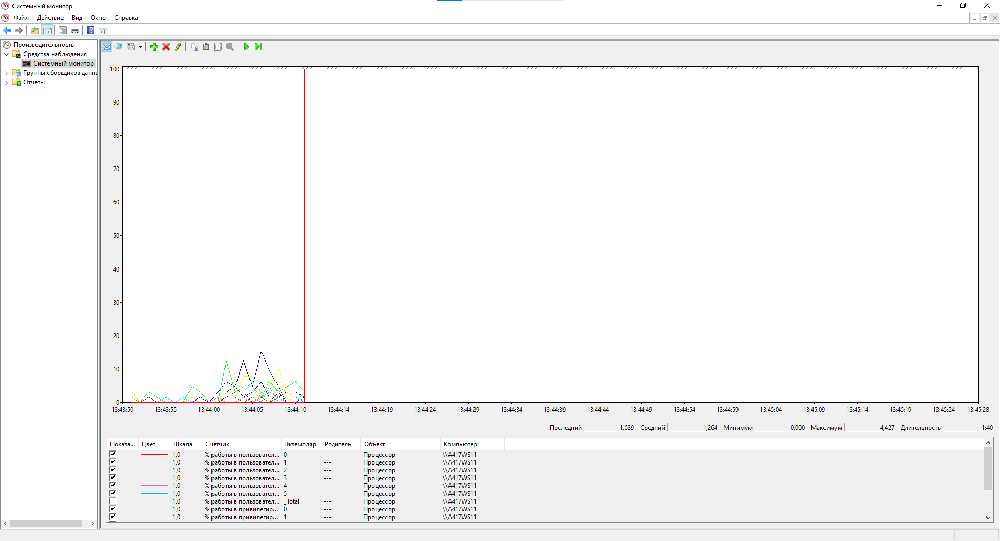 Системный монитор
Файл Действие Вид Окно Справка
Производительность
Средства наблюдения
Системный монитор
Группы сборщиков данн
Отчеты
100
90
80
70
60
50
40
30
20
10
0
13:43:50 13:43:55 13:44:00 13:44:05 13:44:10 13:44:14 13:44:19 13:44:24 13:44:29 13:44:34 13:44:39 13:44:44 13:44:49 13:44:54 13:44:59 13:45:04 13:45:09 13:45:14 13:45:19 13:45:24 13:45:28
Последний 1,539 Средний 1,264 Минимум 0,000 Максимум 4,427 Длительность 1:40
Показа... Цвет Шкала Счетчик Экземпляр Родитель Объект Компьютер
1,0 % работы в пользовател... 0 --- Процессор \\A417WS11
1,0 % работы в пользовател... 1 --- Процессор \\A417WS11
1,0 % работы в пользовател... 2 --- Процессор \\A417WS11
1,0 % работы в пользовател... 3 --- Процессор \\A417WS11
1,0 % работы в пользовател... 4 --- Процессор \\A417WS11
1,0 % работы в пользовател... 5 --- Процессор \\A417WS11
1,0 % работы в пользовател... _Total --- Процессор \\A417WS11
1,0 % работы в привилегир... 0 --- Процессор \\A417WS11
1,0 % работы в привилегир... 1 --- Процессор \\A417WS11